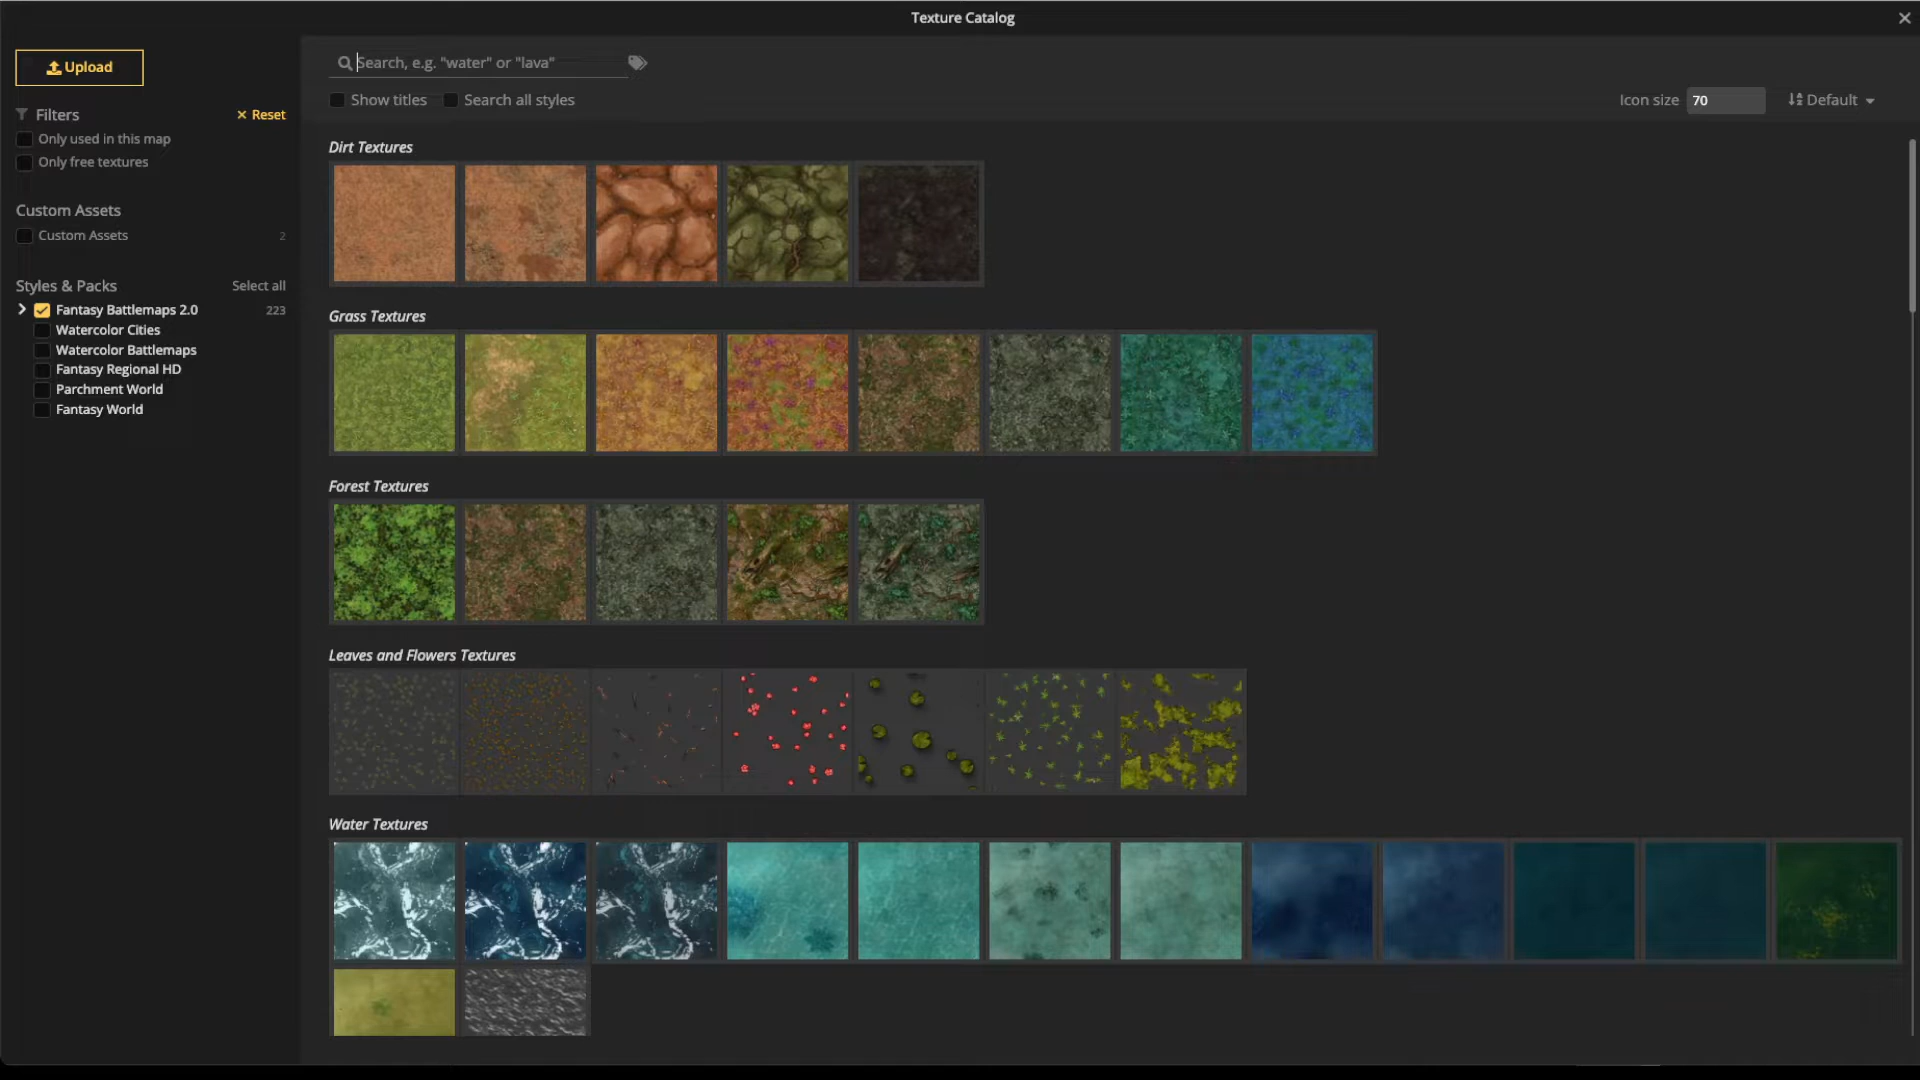 Texture Catalog
Upload
Search, e.g. "water" or "lava"
Show titles
Search all styles
Icon size
70
Default
Filters
Reset
Only used in this map
Only free textures
Custom Assets
Custom Assets
2
Styles & Packs
Select all
Fantasy Battlemaps 2.0
223
Watercolor Cities
Watercolor Battlemaps
Fantasy Regional HD
Parchment World
Fantasy World
Dirt Textures
Grass Textures
Forest Textures
Leaves and Flowers Textures
Water Textures